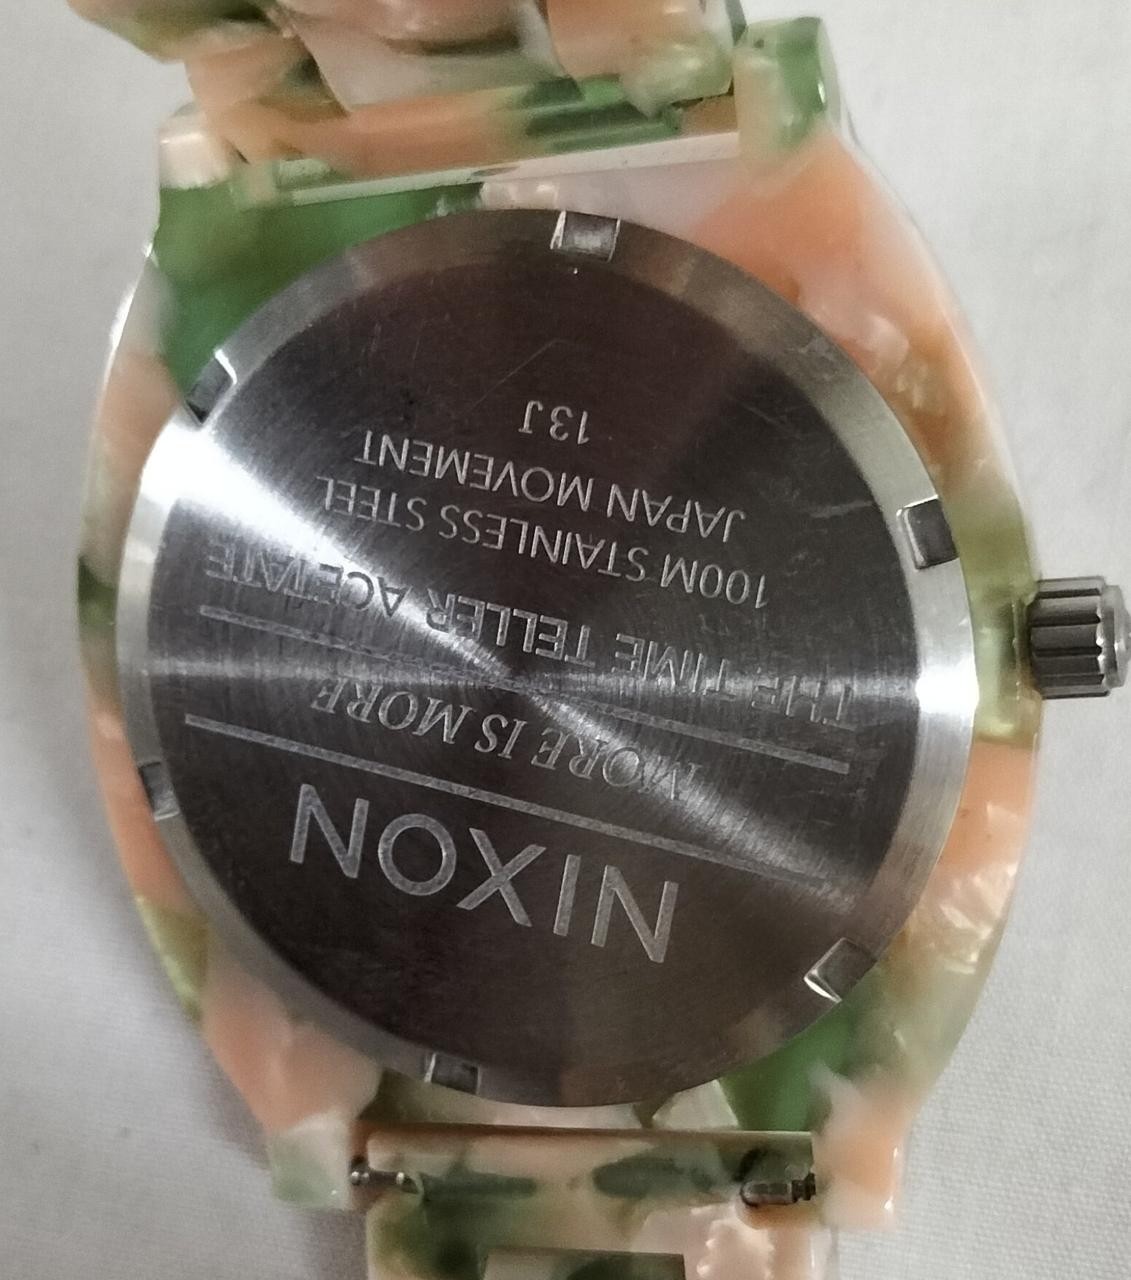 NIXON
MORE IS MORE
THE TIME TELLER ACETATE
100M STAINLESS STEEL
JAPAN MOVEMENT
13J